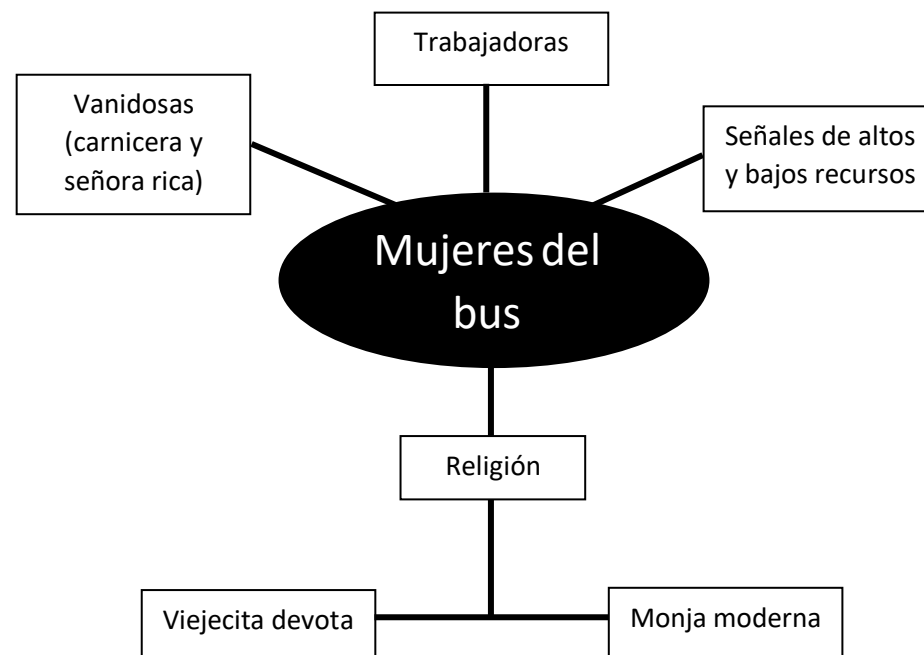 Trabajadoras
Vanidosas
(carnicera y
señora rica)
Señales de altos
y bajos recursos
Mujeres del
bus
Religión
Viejecita devota
Monja moderna